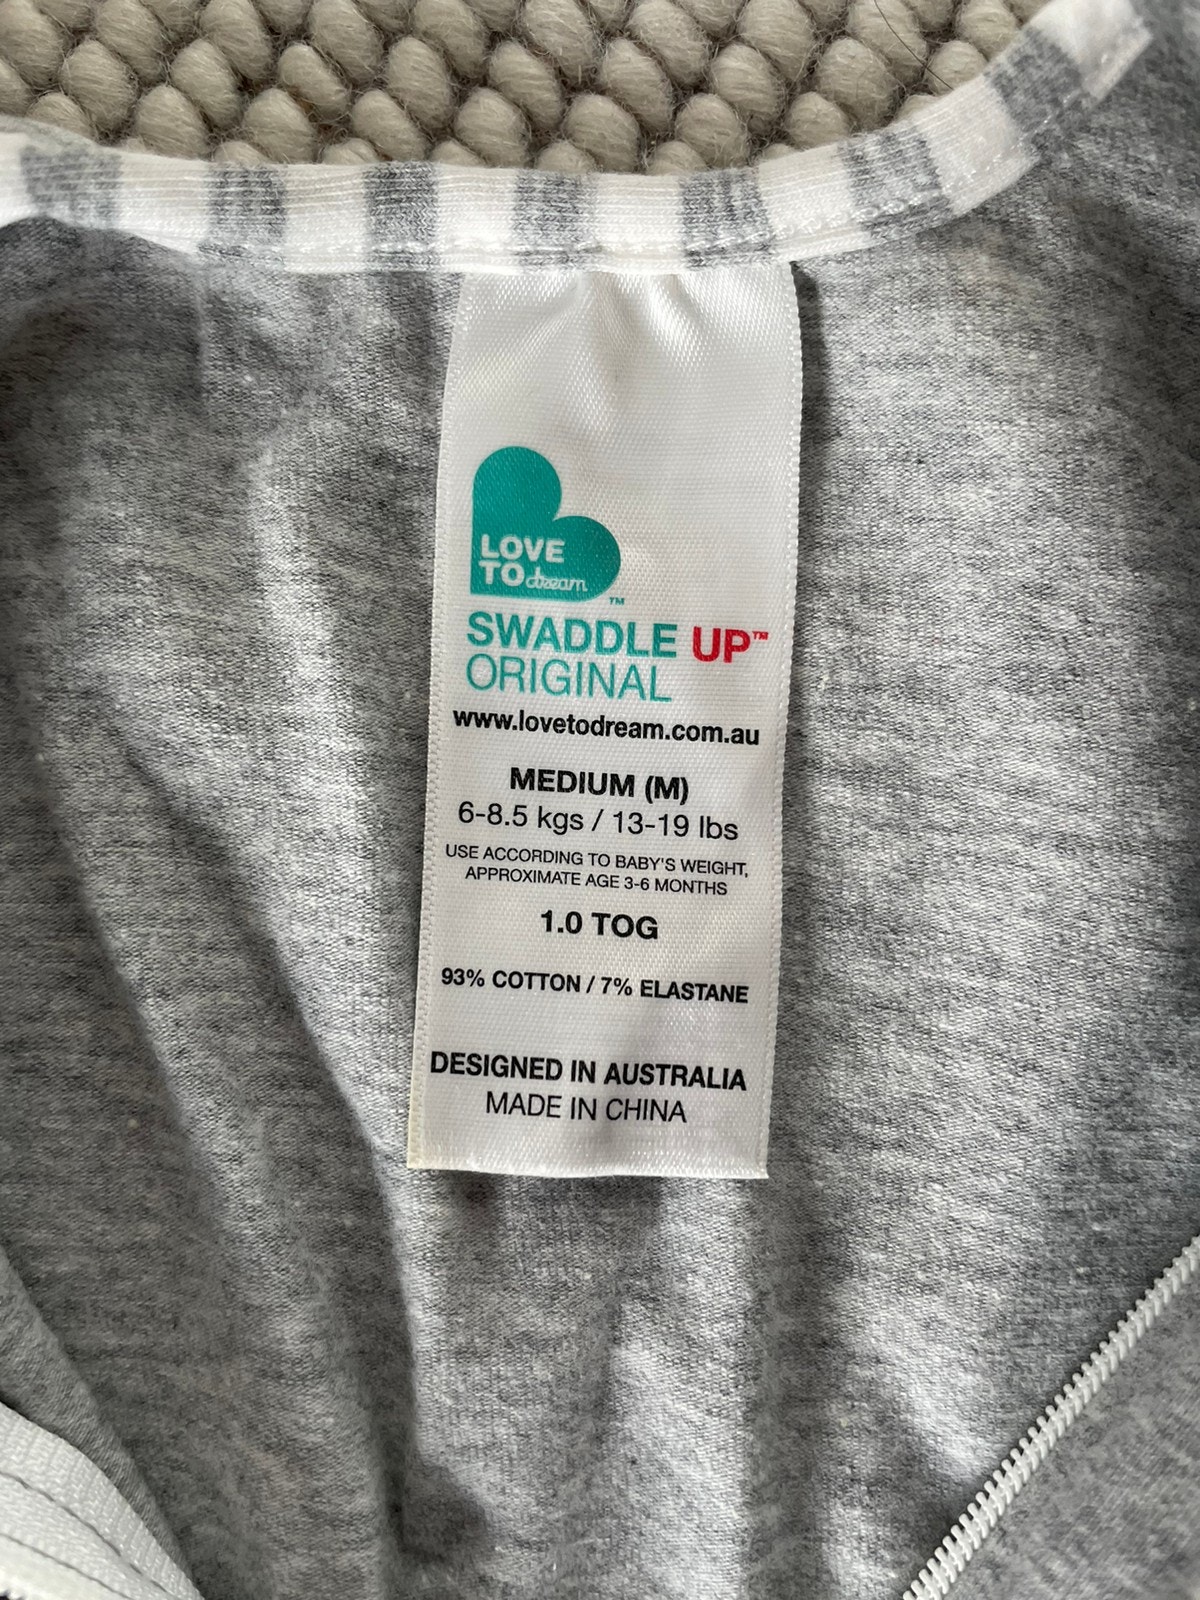 LOVE
TO dream ™
SWADDLE UP™
ORIGINAL
www.lovetodream.com.au
MEDIUM (M)
6-8.5 kgs / 13-19 lbs
USE ACCORDING TO BABY'S WEIGHT,
APPROXIMATE AGE 3-6 MONTHS
1.0 TOG
93% COTTON / 7% ELASTANE
DESIGNED IN AUSTRALIA
MADE IN CHINA